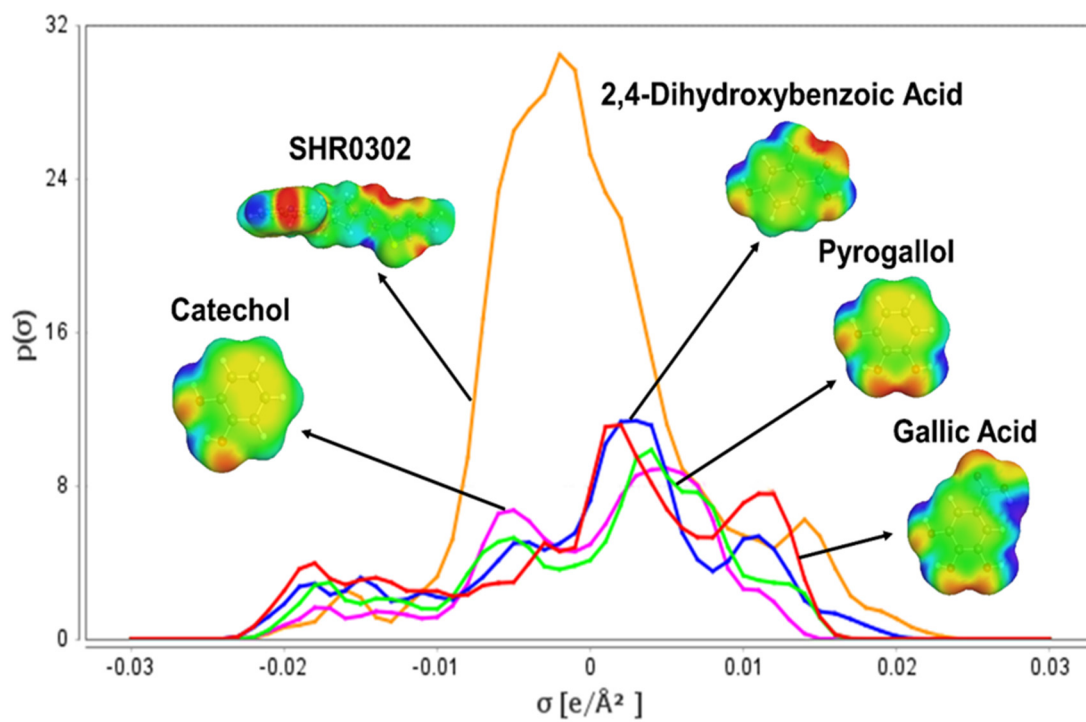 32
2,4-Dihydroxybenzoic Acid
SHR0302
24
Pyrogallol
Catechol
16
p(σ)
Gallic Acid
8
0
-0.03 -0.02 -0.01 0 0.01 0.02 0.03
σ [e/Å² ]